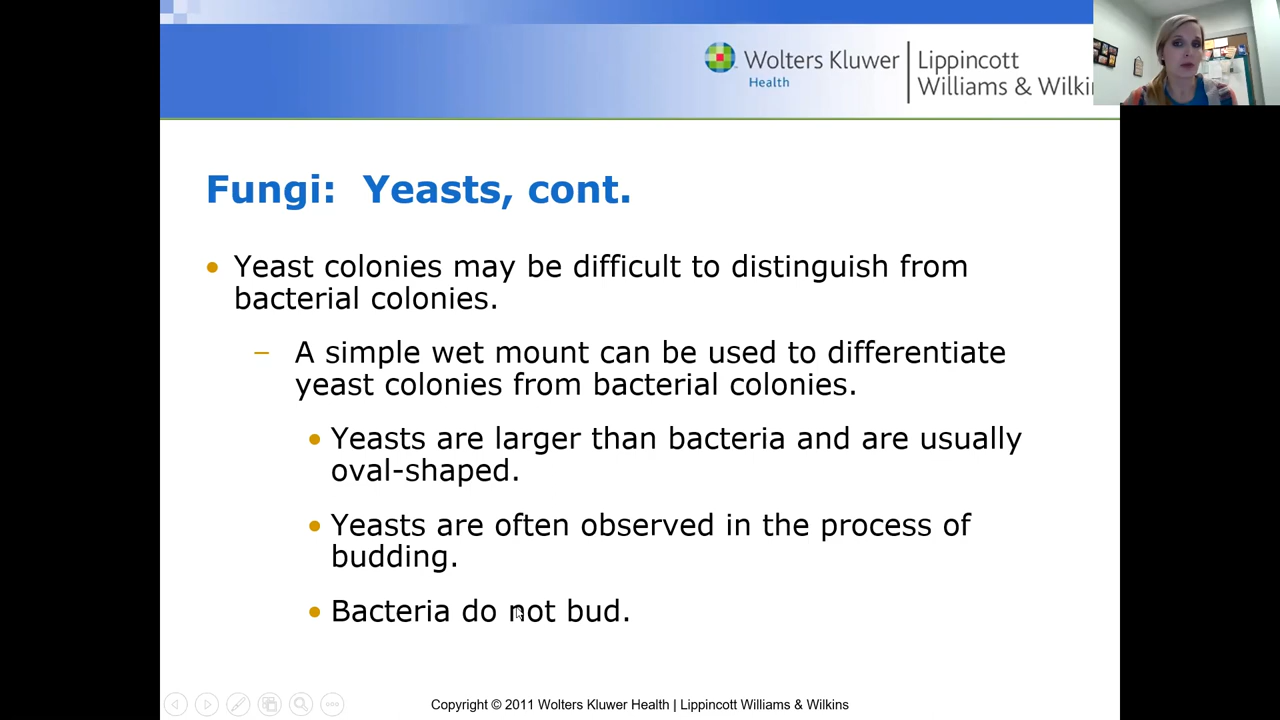 Wolters Kluwer
Health
Lippincott
Williams & Wilki
Fungi: Yeasts, cont.
• Yeast colonies may be difficult to distinguish from
bacterial colonies.
– A simple wet mount can be used to differentiate
yeast colonies from bacterial colonies.
• Yeasts are larger than bacteria and are usually
oval-shaped.
• Yeasts are often observed in the process of
budding.
• Bacteria do not bud.
Copyright © 2011 Wolters Kluwer Health | Lippincott Williams & Wilkins